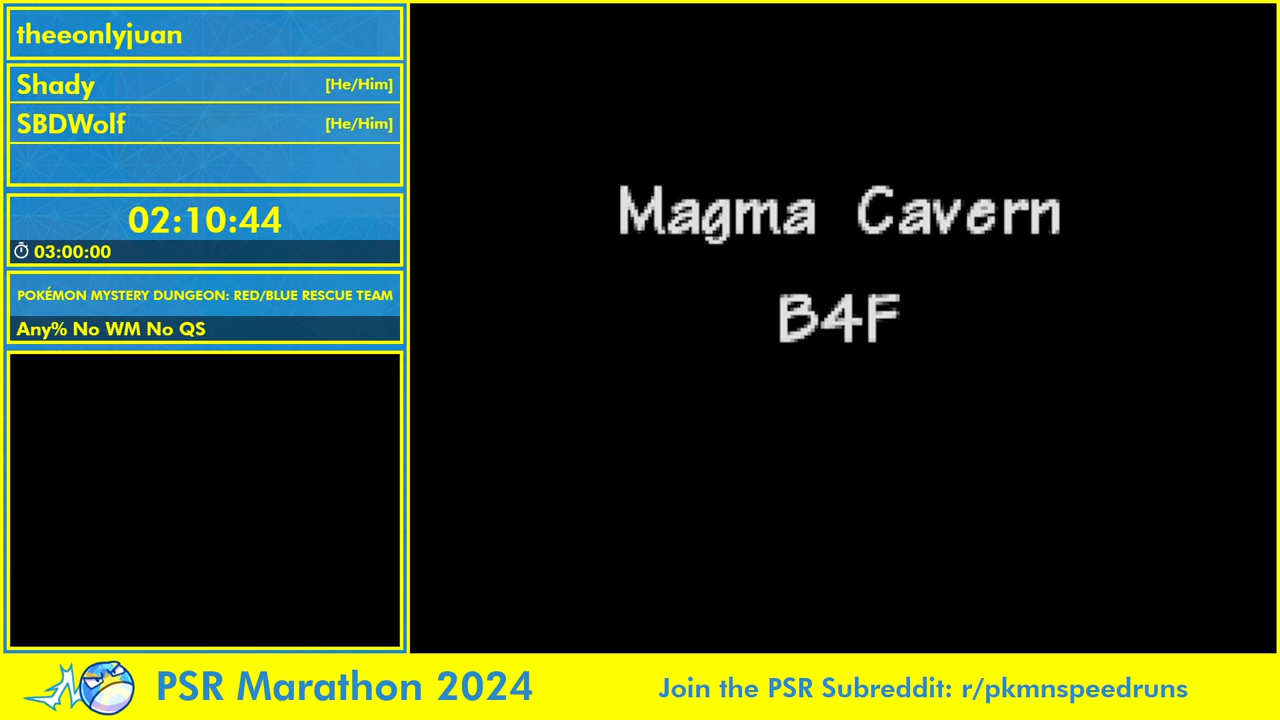 theeonlyjuan
Shady [He/Him]
SBDWolf [He/Him]
02:10:44
03:00:00
POKÉMON MYSTERY DUNGEON: RED/BLUE RESCUE TEAM
Any% No WM No QS
Magma Cavern
B4F
PSR Marathon 2024
Join the PSR Subreddit: r/pkmnspeedruns